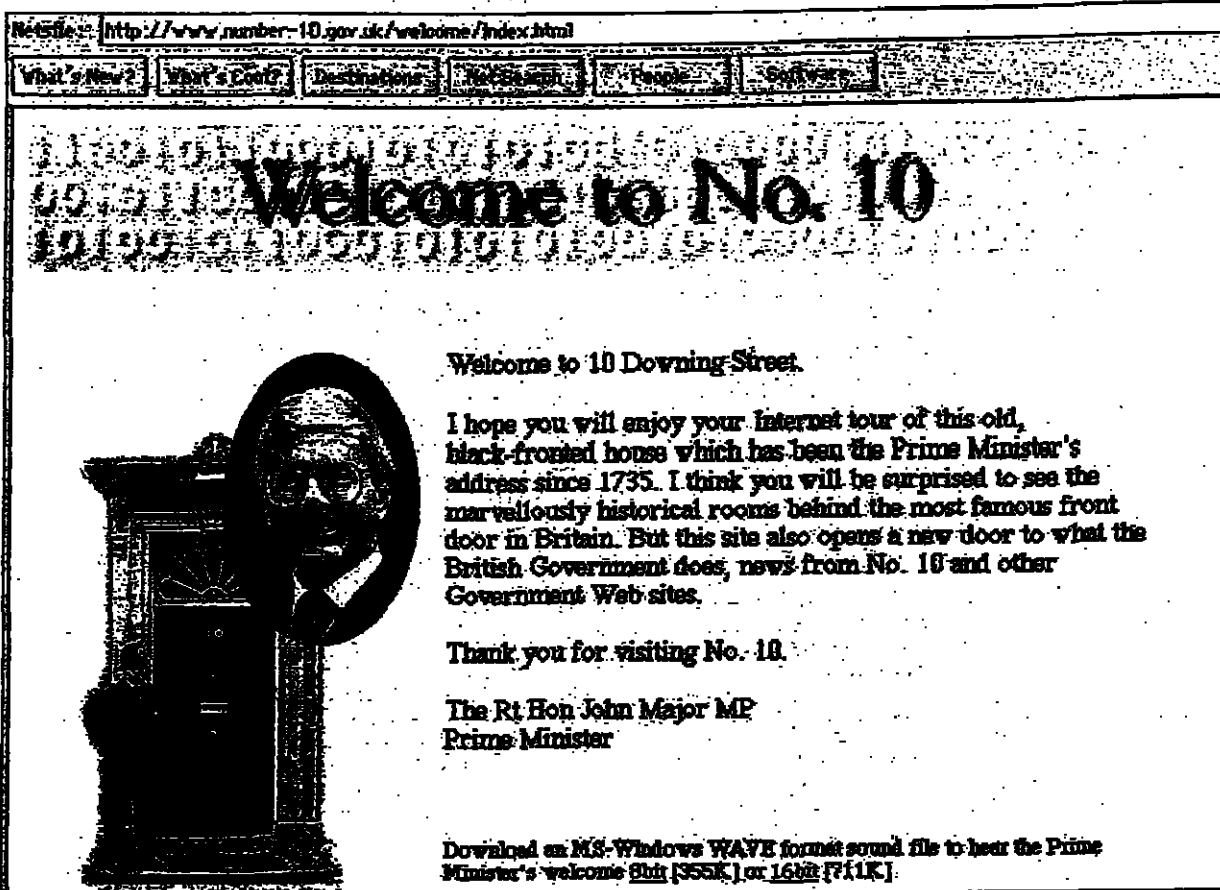 Netsite: http://www.number-10.gov.uk/welcome/index.html
What's New? What's Cool? Destinations Net Search People Software
Welcome to No. 10
Welcome to 10 Downing Street.
I hope you will enjoy your Internet tour of this old,
black-fronted house which has been the Prime Minister's
address since 1735. I think you will be surprised to see the
marvellously historical rooms behind the most famous front
door in Britain. But this site also opens a new door to what the
British Government does, news from No. 10 and other
Government Web sites.
Thank you for visiting No. 10.
The Rt Hon John Major MP
Prime Minister
Download an MS-Windows WAVE format sound file to hear the Prime
Minister's welcome 8bit [355K] or 16bit [711K]